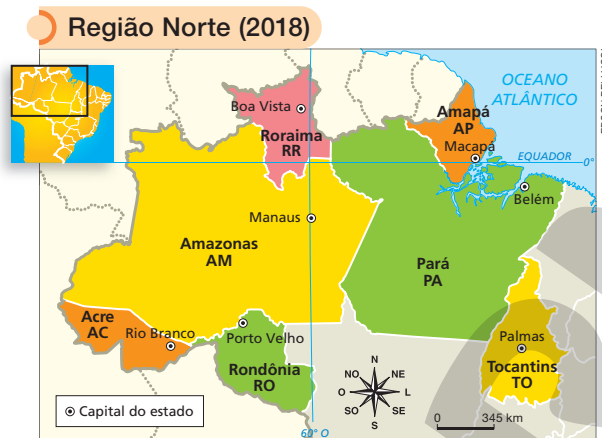 Região Norte (2018)
OCEANO
ATLÂNTICO
Boa Vista
Roraima
RR
Amapá
AP
Macapá
EQUADOR
0°
Belém
Manaus
Amazonas
AM
Pará
PA
Acre
AC
Rio Branco
Porto Velho
Rondônia
RO
Palmas
Tocantins
TO
N
NO
NE
O
L
SO
SE
S
Capital do estado
0 345 km
60° O